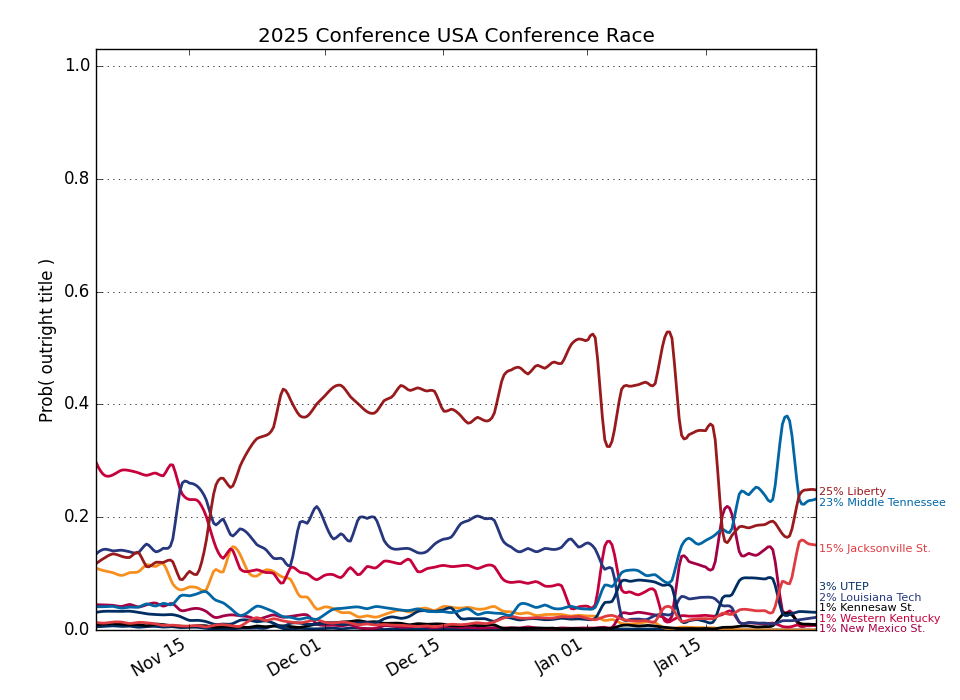 2025 Conference USA Conference Race
Prob( outright title )
1.0
0.8
0.6
0.4
0.2
0.0
Nov 15
Dec 01
Dec 15
Jan 01
Jan 15
25% Liberty
23% Middle Tennessee
15% Jacksonville St.
3% UTEP
2% Louisiana Tech
1% Kennesaw St.
1% Western Kentucky
1% New Mexico St.